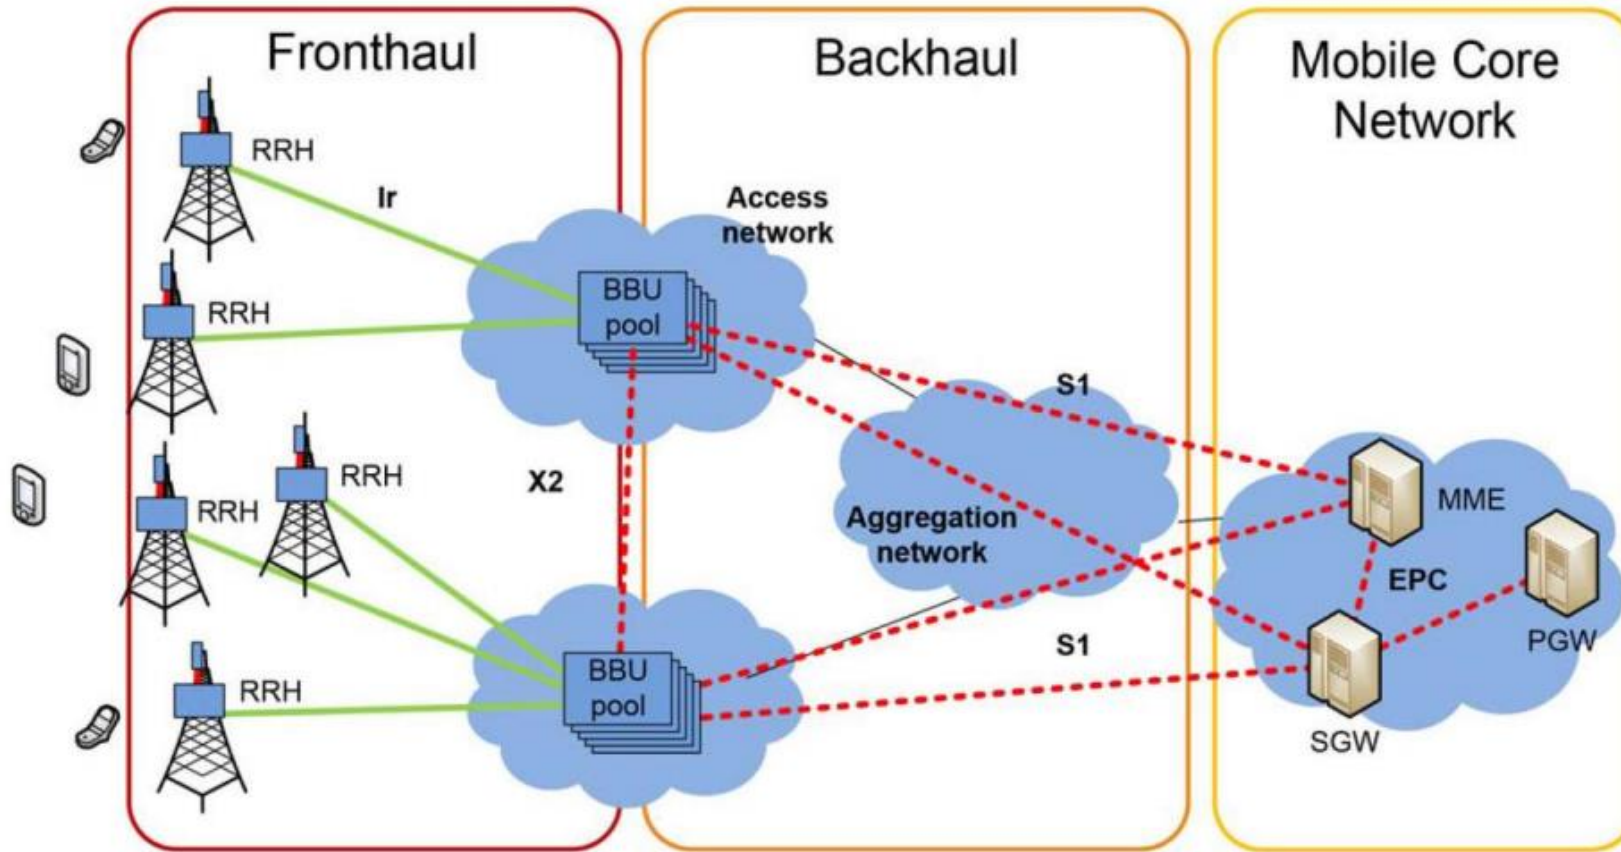 Fronthaul
Backhaul
Mobile Core
Network
RRH
Ir
Access
network
BBU
pool
RRH
S1
X2
RRH
RRH
Aggregation
network
MME
EPC
PGW
S1
BBU
pool
RRH
SGW